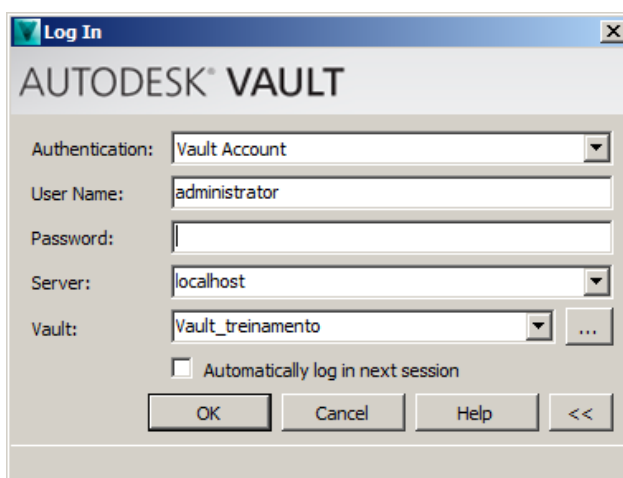 Log In
AUTODESK® VAULT
Authentication: Vault Account
User Name: administrator
Password:
Server: localhost
Vault: Vault_treinamento ...
Automatically log in next session
OK Cancel Help <<